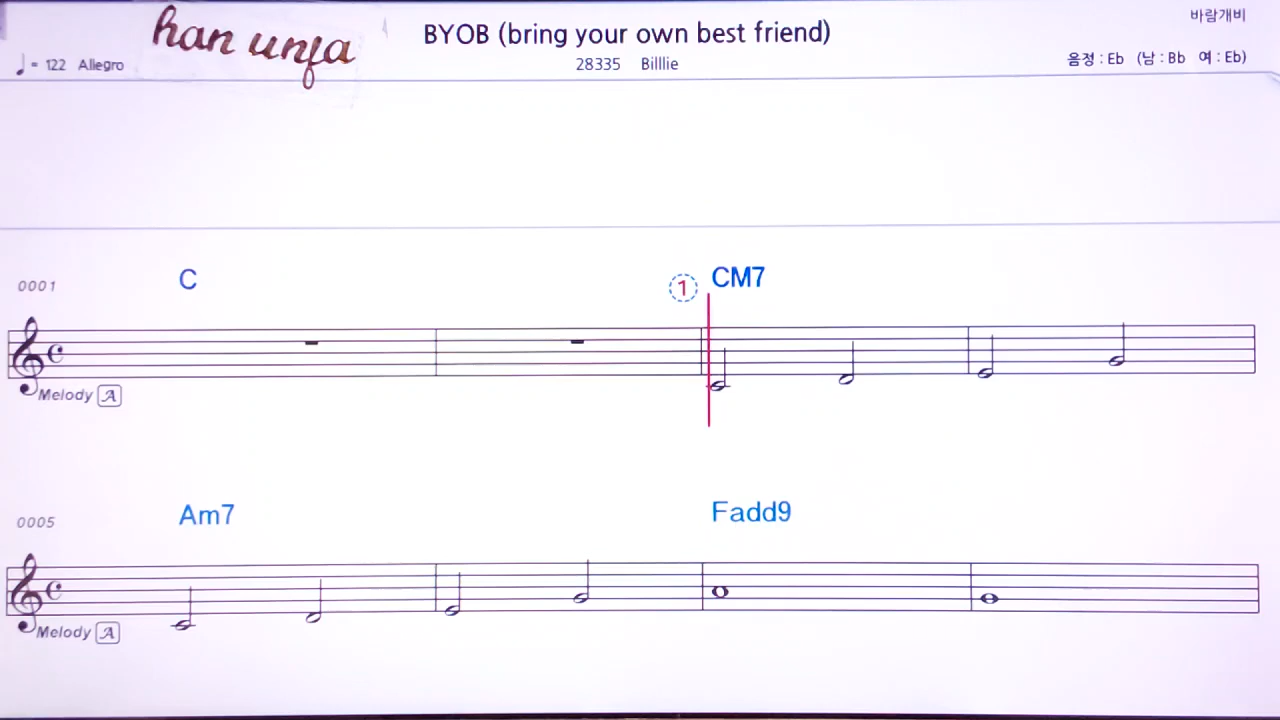 han unfa
BYOB (bring your own best friend)
바람개비
♩= 122 Allegro
28335 Billlie
음정 : Eb (남 : Bb 여 : Eb)
0001 C 1 CM7
Melody A
0005 Am7 Fadd9
Melody A